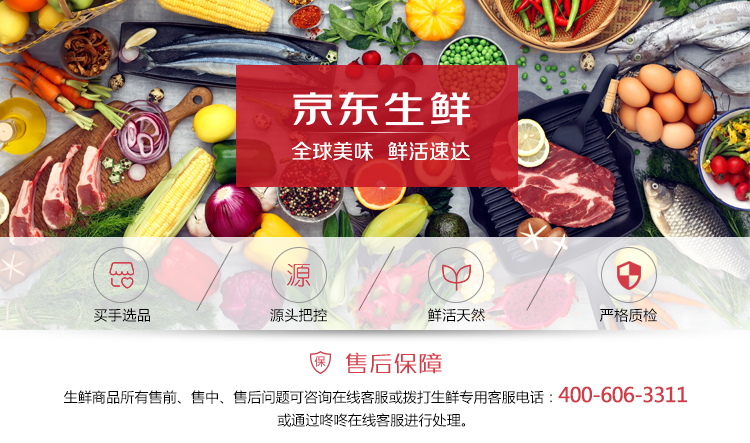 京东生鲜
全球美味 鲜活速达
源
买手选品
源头把控
鲜活天然
严格质检
保 售后保障
生鲜商品所有售前、售中、售后问题可咨询在线客服或拨打生鲜专用客服电话：400-606-3311
或通过咚咚在线客服进行处理。